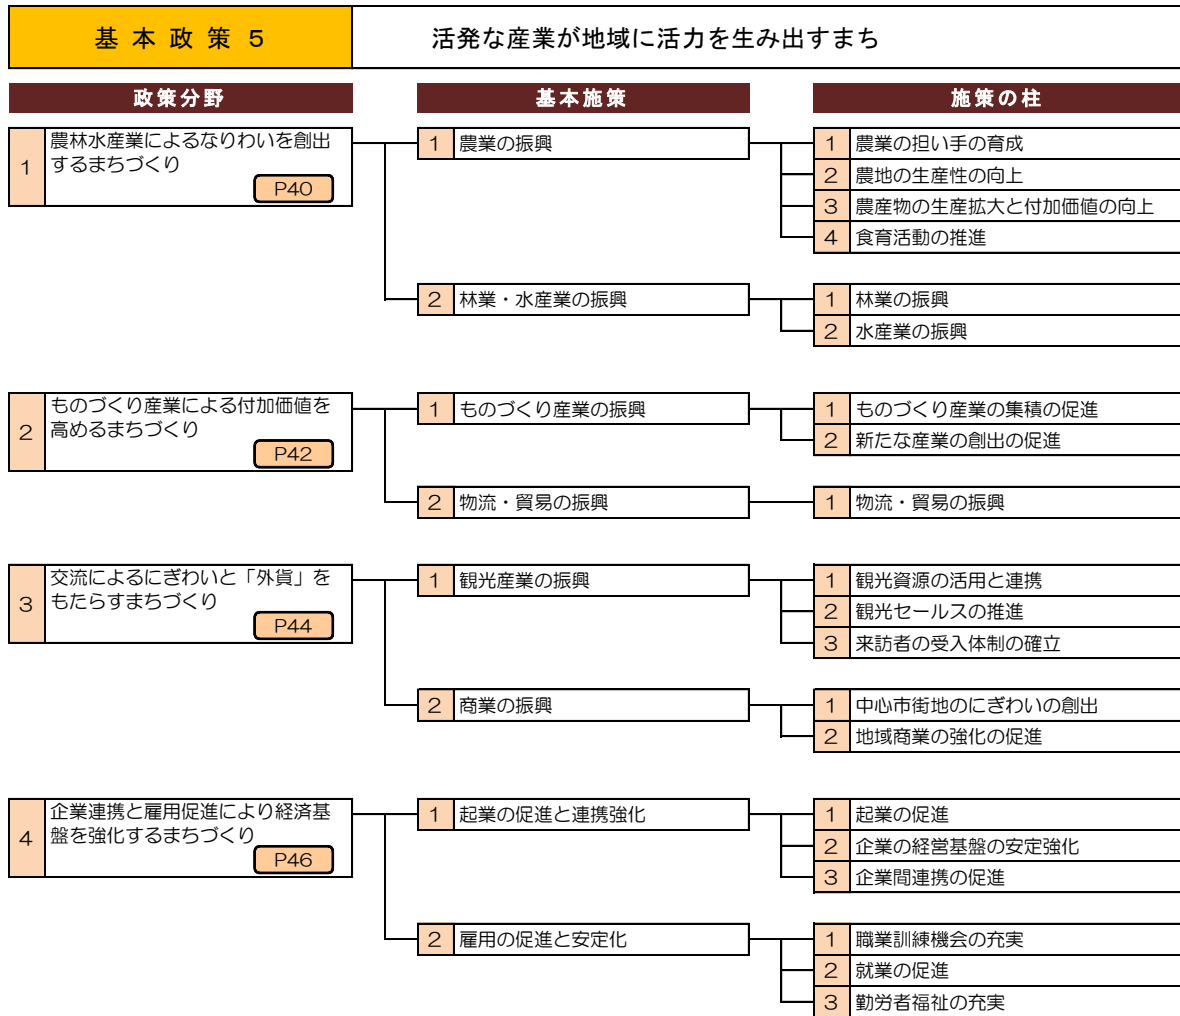 基本政策５　活発な産業が地域に活力を生み出すまち
政策分野　基本施策　施策の柱
1　農林水産業によるなりわいを創出
するまちづくり
P40
1　農業の振興
1　農業の担い手の育成
2　農地の生産性の向上
3　農産物の生産拡大と付加価値の向上
4　食育活動の推進
2　林業・水産業の振興
1　林業の振興
2　水産業の振興
2　ものづくり産業による付加価値を
高めるまちづくり
P42
1　ものづくり産業の振興
1　ものづくり産業の集積の促進
2　新たな産業の創出の促進
2　物流・貿易の振興
1　物流・貿易の振興
3　交流によるにぎわいと「外貨」を
もたらすまちづくり
P44
1　観光産業の振興
1　観光資源の活用と連携
2　観光セールスの推進
3　来訪者の受入体制の確立
2　商業の振興
1　中心市街地のにぎわいの創出
2　地域商業の強化の促進
4　企業連携と雇用促進により経済基
盤を強化するまちづくり
P46
1　起業の促進と連携強化
1　起業の促進
2　企業の経営基盤の安定強化
3　企業間連携の促進
2　雇用の促進と安定化
1　職業訓練機会の充実
2　就業の促進
3　勤労者福祉の充実